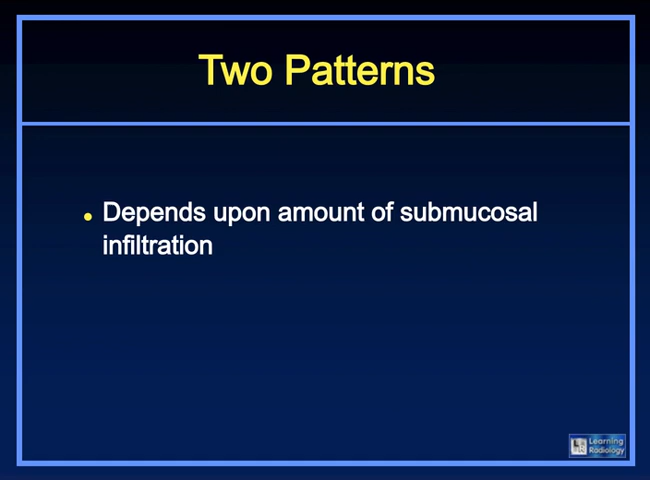 Two Patterns
Depends upon amount of submucosal
infiltration
Learning
Radiology